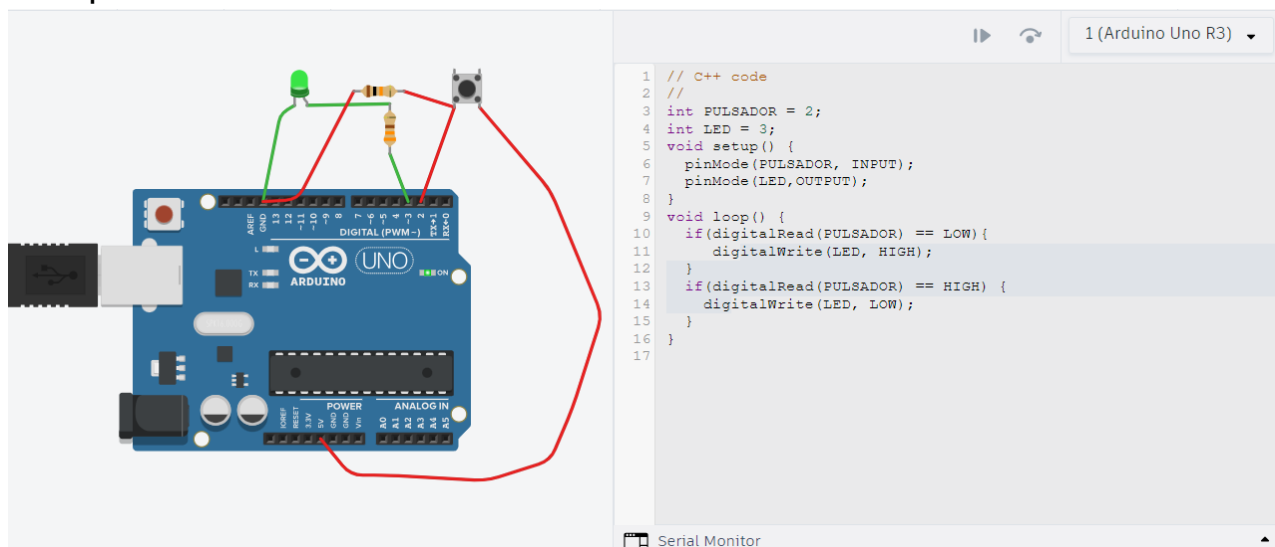 1 (Arduino Uno R3)
1 // C++ code
2 //
3 int PULSADOR = 2;
4 int LED = 3;
5 void setup() {
6 pinMode(PULSADOR, INPUT);
7 pinMode(LED,OUTPUT);
8 }
9 void loop() {
10 if(digitalRead(PULSADOR) == LOW){
11 digitalWrite(LED, HIGH);
12 }
13 if(digitalRead(PULSADOR) == HIGH) {
14 digitalWrite(LED, LOW);
15 }
16 }
17
AREF GND 13 12 ~11 ~10 ~9 8 7 ~6 ~5 4 ~3 2 TX→1 RX←0
DIGITAL (PWM~)
L
TX
RX
UNO
ARDUINO
ON
POWER
ANALOG IN
IOREF RESET 3.3V 5V GND GND Vin A0 A1 A2 A3 A4 A5
Serial Monitor